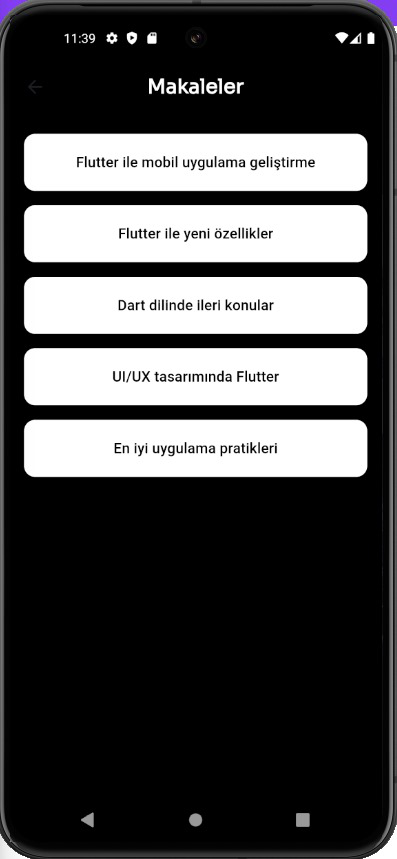 11:39
Makaleler
Flutter ile mobil uygulama geliştirme
Flutter ile yeni özellikler
Dart dilinde ileri konular
UI/UX tasarımında Flutter
En iyi uygulama pratikleri